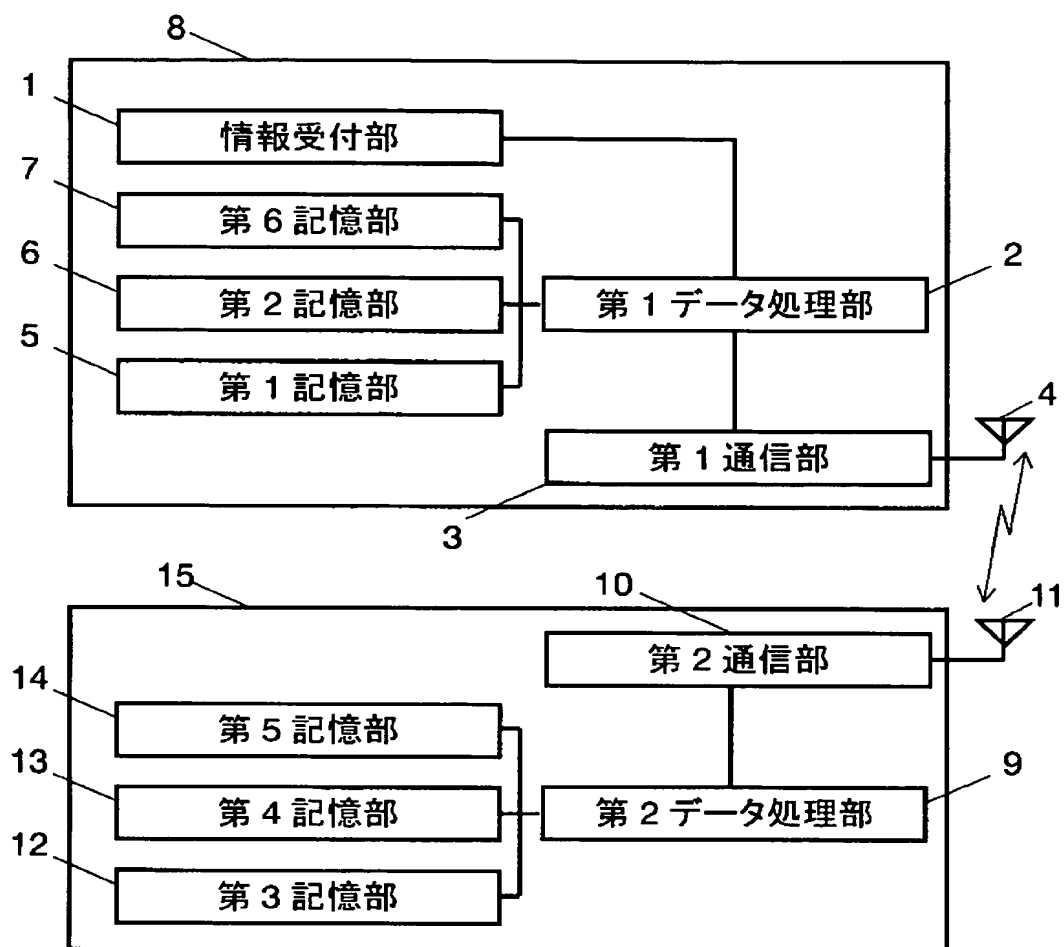 8
1
情報受付部
7
第6記憶部
6
第2記憶部
2
第1データ処理部
5
第1記憶部
4
第1通信部
3
15
10
11
第2通信部
14
第5記憶部
13
第4記憶部
9
第2データ処理部
12
第3記憶部